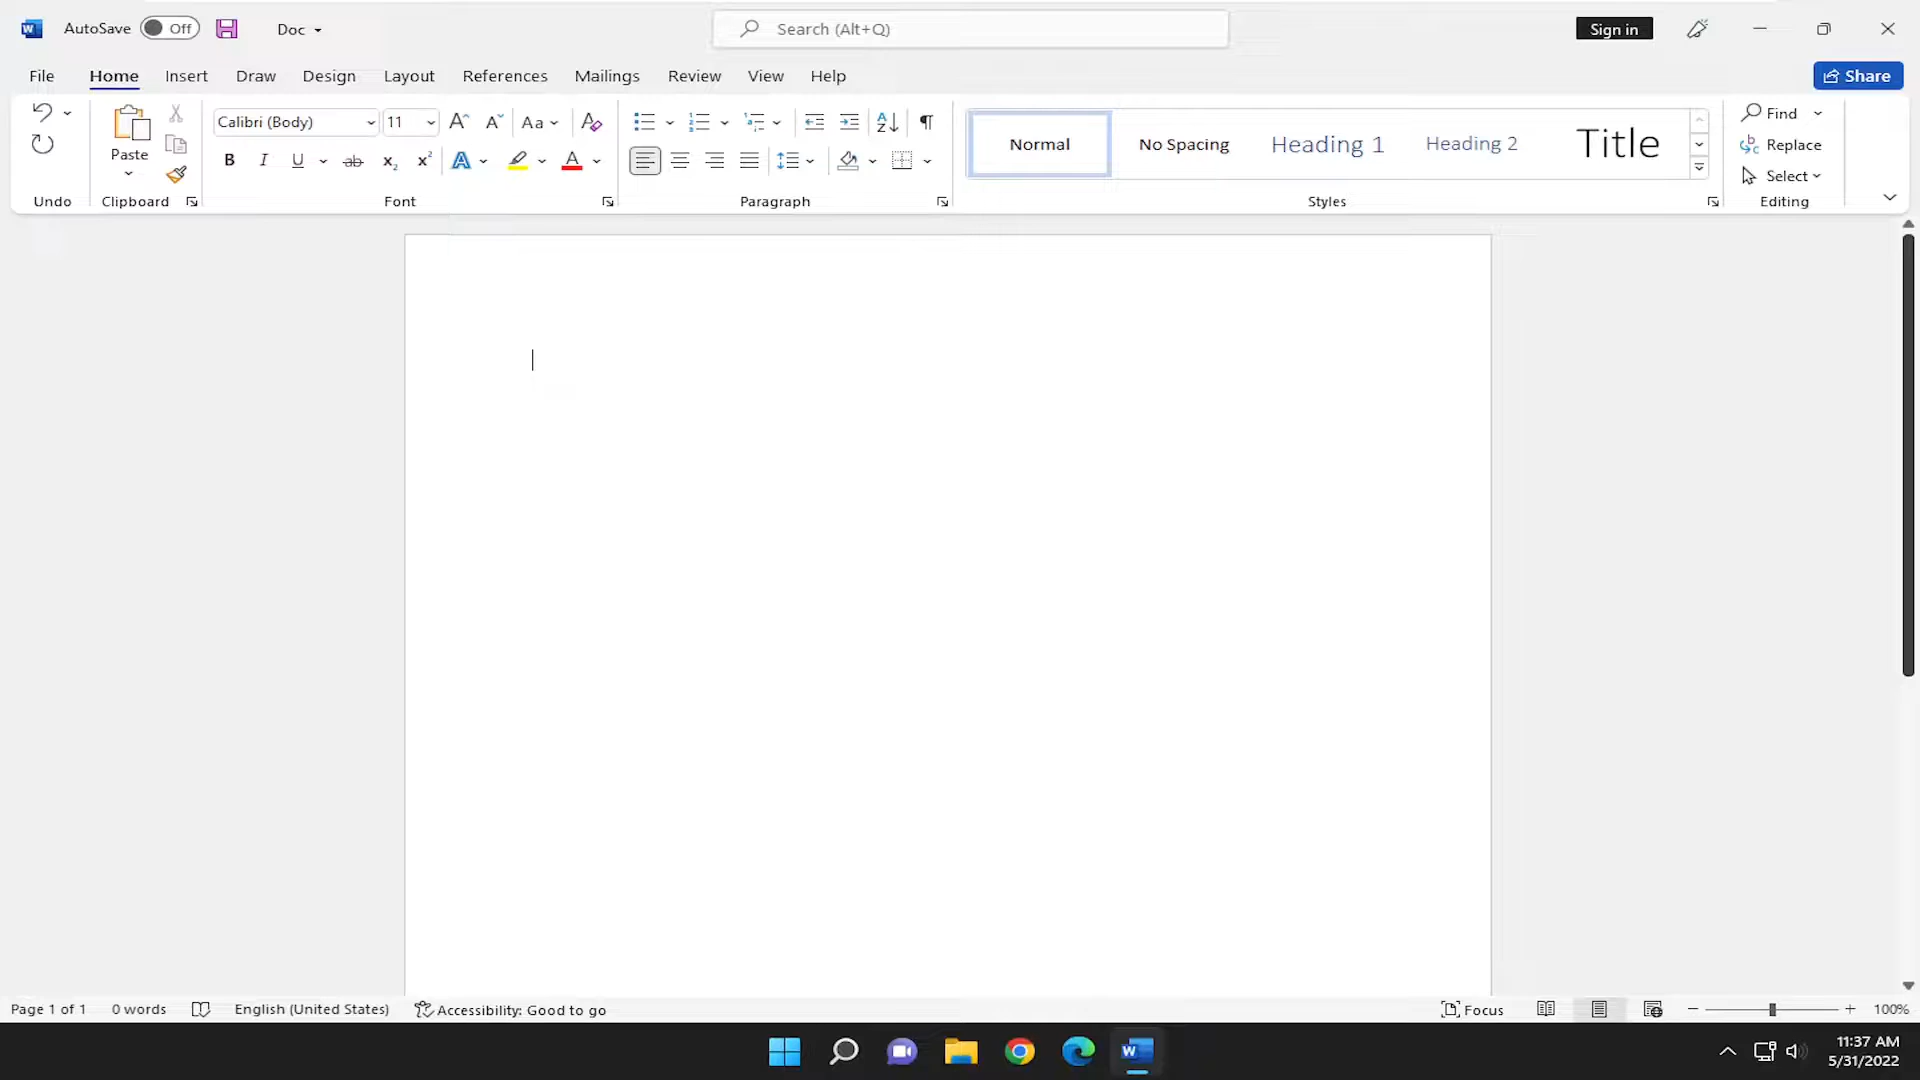 AutoSave Off Doc Search (Alt+Q) Sign in
File Home Insert Draw Design Layout References Mailings Review View Help Share
Calibri (Body) 11 Aa Normal No Spacing Heading 1 Heading 2 Title Find
Paste Replace
B I U ab x2 x2 A A Select
Undo Clipboard Font Paragraph Styles Editing
Page 1 of 1 0 words English (United States) Accessibility: Good to go Focus 100%
11:37 AM
5/31/2022